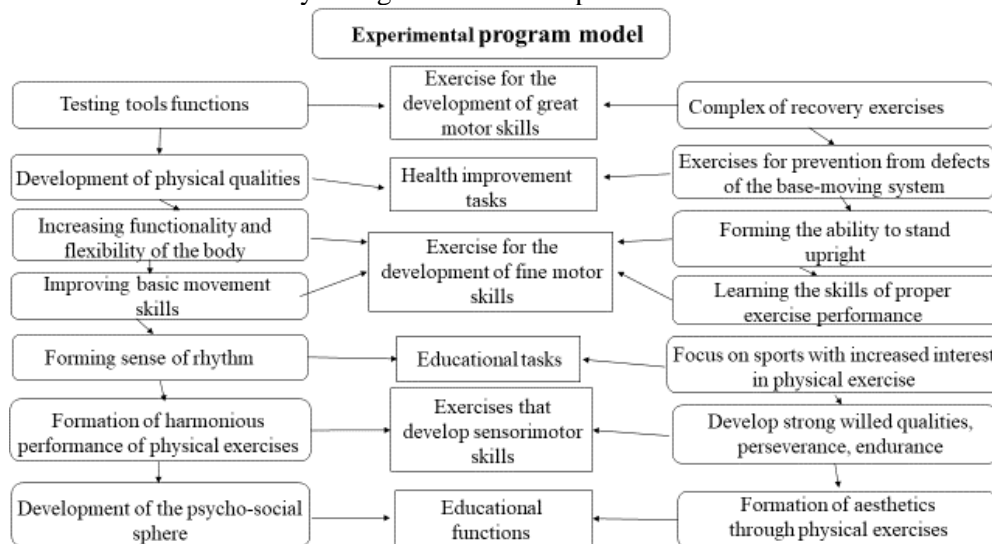 Experimental program model
Testing tools functions
Exercise for the
development of great
motor skills
Complex of recovery exercises
Development of physical qualities
Health improvement
tasks
Exercises for prevention from defects
of the base-moving system
Increasing functionality and
flexibility of the body
Exercise for the
development of fine motor
skills
Forming the ability to stand
upright
Improving basic movement
skills
Learning the skills of proper
exercise performance
Forming sense of rhythm
Educational tasks
Focus on sports with increased interest
in physical exercise
Formation of harmonious
performance of physical exercises
Exercises that
develop sensorimotor
skills
Develop strong willed qualities,
perseverance, endurance
Development of the psycho-social
sphere
Educational
functions
Formation of aesthetics
through physical exercises